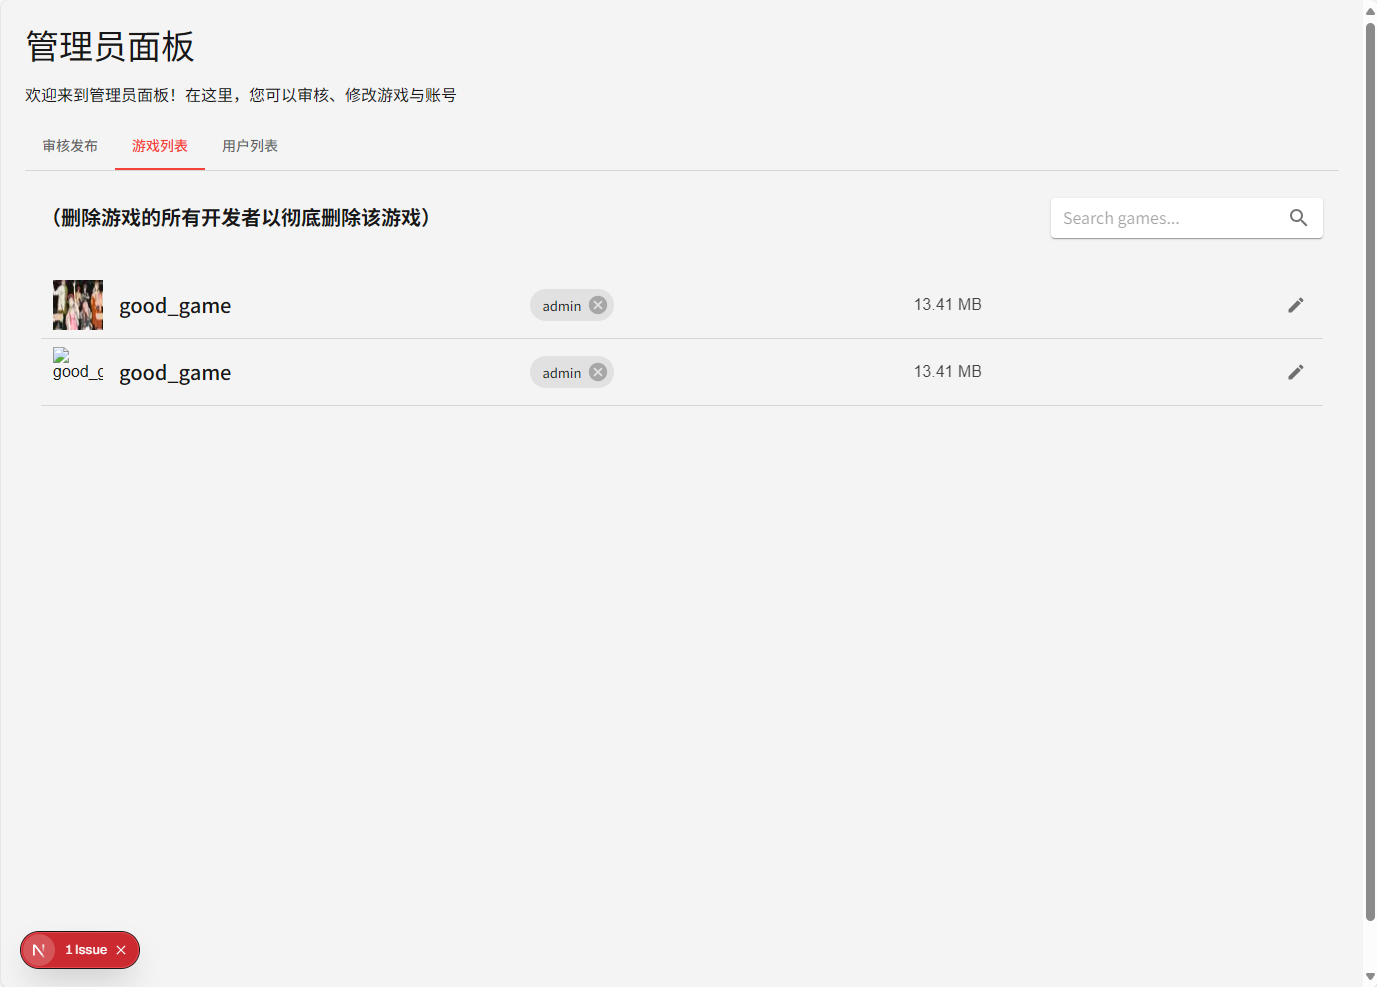 管理员面板
欢迎来到管理员面板！在这里，您可以审核、修改游戏与账号
审核发布 游戏列表 用户列表
（删除游戏的所有开发者以彻底删除该游戏）
Search games...
good_game admin 13.41 MB
good_g good_game admin 13.41 MB
N 1 Issue